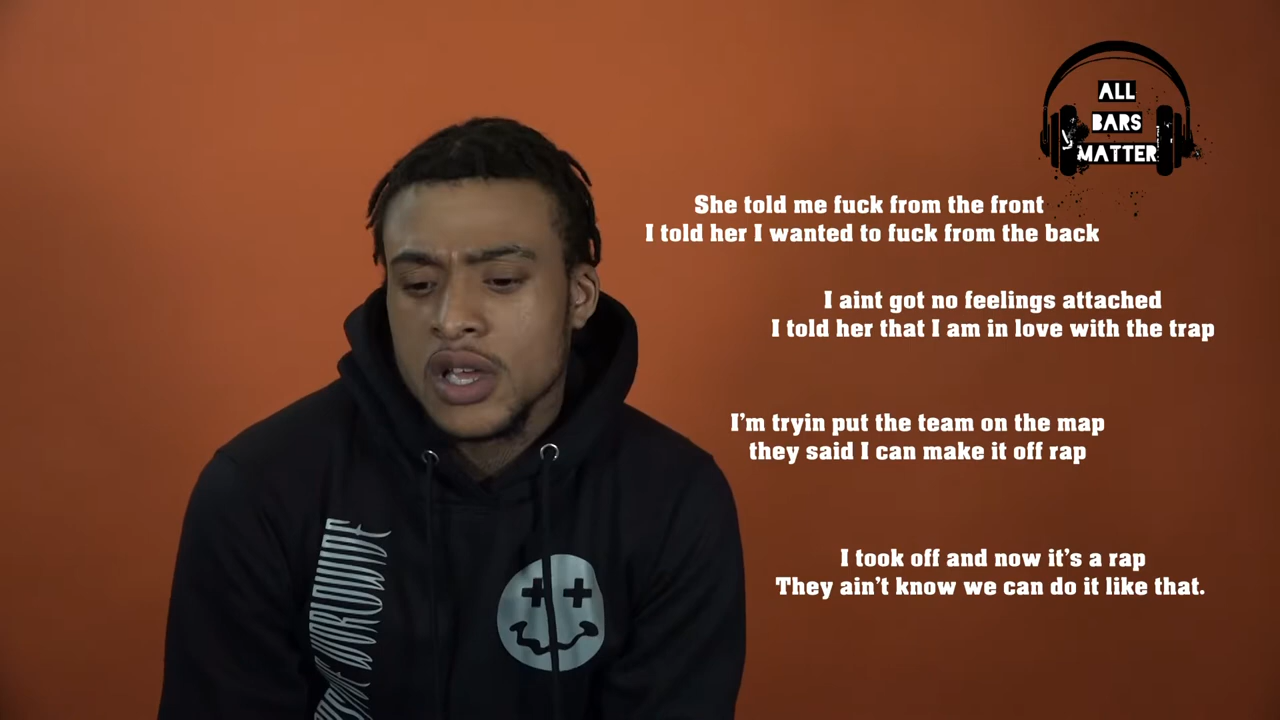 ALL
BARS
MATTER
She told me fuck from the front
I told her I wanted to fuck from the back
I aint got no feelings attached
I told her that I am in love with the trap
I'm tryin put the team on the map
they said I can make it off rap
I took off and now it's a rap
They ain't know we can do it like that.
WORLDWIDE